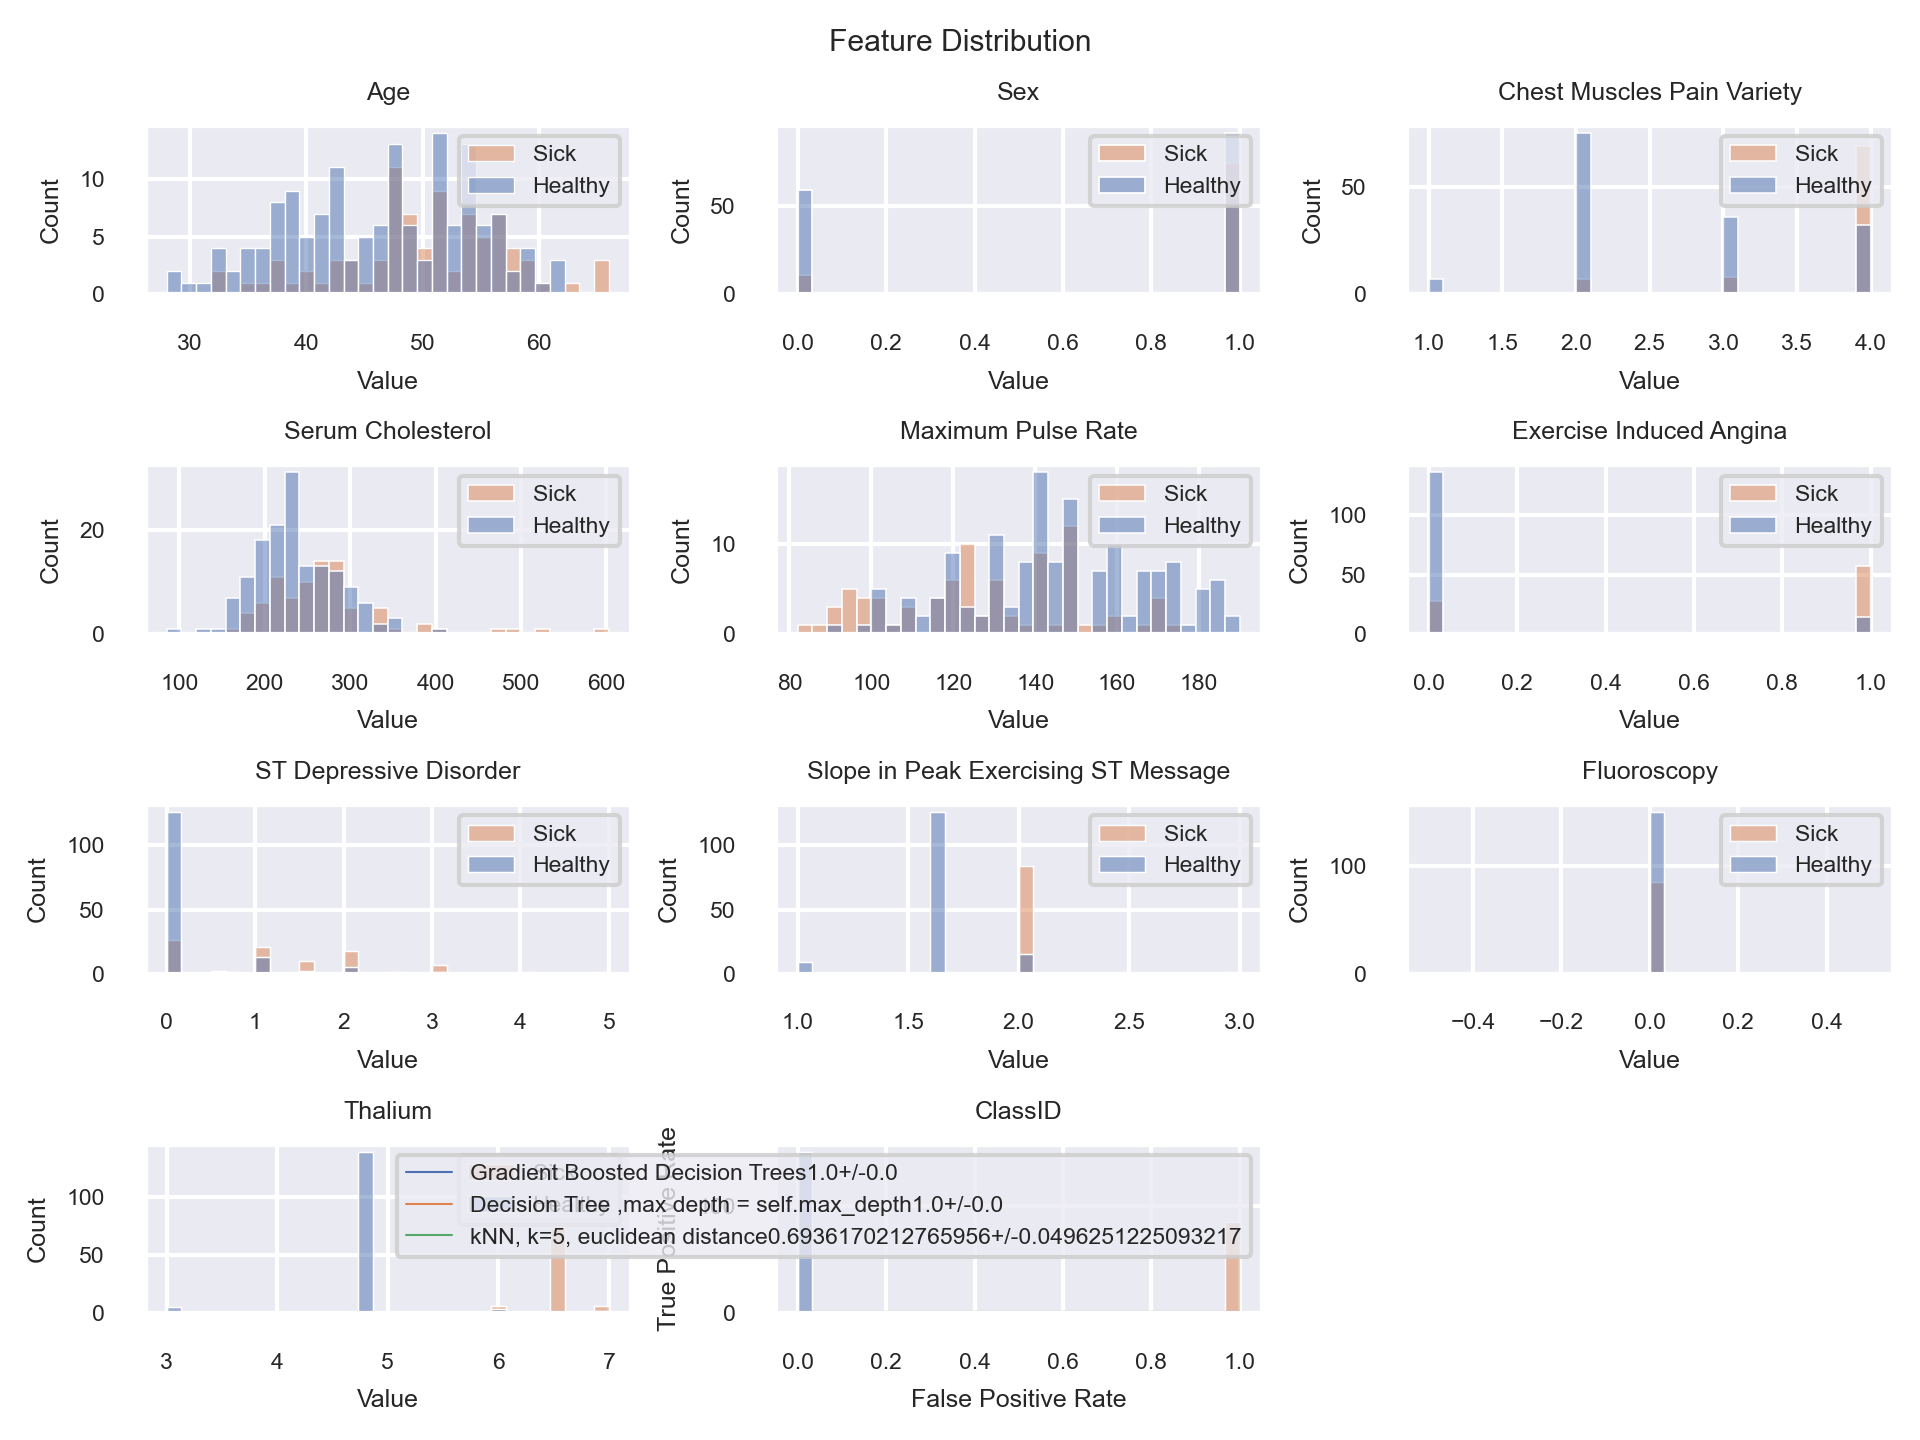 Feature Distribution
Age
Sex
Chest Muscles Pain Variety
Count
10
5
0
Sick
Healthy
30 40 50 60
Value
Count
50
0
Sick
Healthy
0.0 0.2 0.4 0.6 0.8 1.0
Value
Count
50
0
Sick
Healthy
1.0 1.5 2.0 2.5 3.0 3.5 4.0
Value
Serum Cholesterol
Maximum Pulse Rate
Exercise Induced Angina
Count
20
0
Sick
Healthy
100 200 300 400 500 600
Value
Count
10
0
Sick
Healthy
80 100 120 140 160 180
Value
Count
100
50
0
Sick
Healthy
0.0 0.2 0.4 0.6 0.8 1.0
Value
ST Depressive Disorder
Slope in Peak Exercising ST Message
Fluoroscopy
Count
100
50
0
Sick
Healthy
0 1 2 3 4 5
Value
Count
100
50
0
Sick
Healthy
1.0 1.5 2.0 2.5 3.0
Value
Count
100
0
Sick
Healthy
−0.4 −0.2 0.0 0.2 0.4
Value
Thalium
ClassID
Count
100
50
0
3 4 5 6 7
Value
True Positive Rate
0
Gradient Boosted Decision Trees1.0+/-0.0
Decision Tree ,max depth = self.max_depth1.0+/-0.0
kNN, k=5, euclidean distance0.6936170212765956+/-0.0496251225093217
0.0 0.2 0.4 0.6 0.8 1.0
False Positive Rate